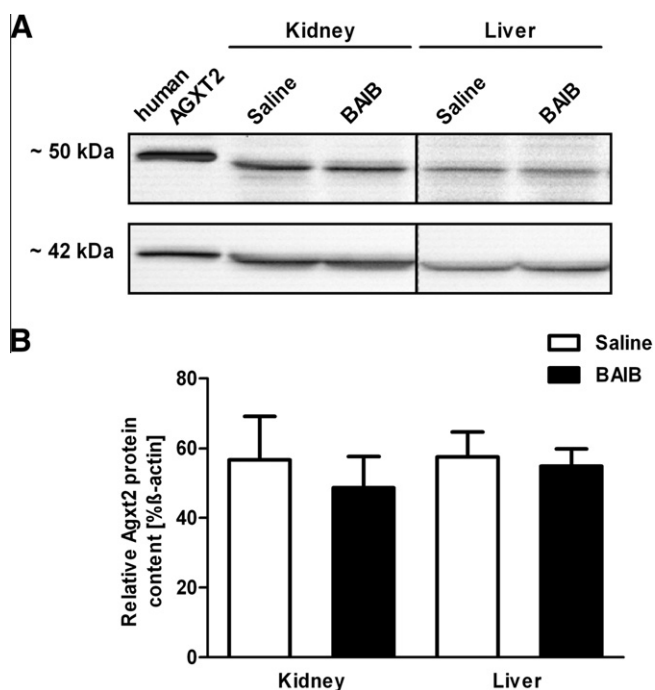 A
Kidney
Liver
human
AGXT2
Saline
BAIB
Saline
BAIB
~ 50 kDa
~ 42 kDa
B
Saline
BAIB
Relative Agxt2 protein
content [%ß-actin]
80
60
40
20
0
Kidney
Liver